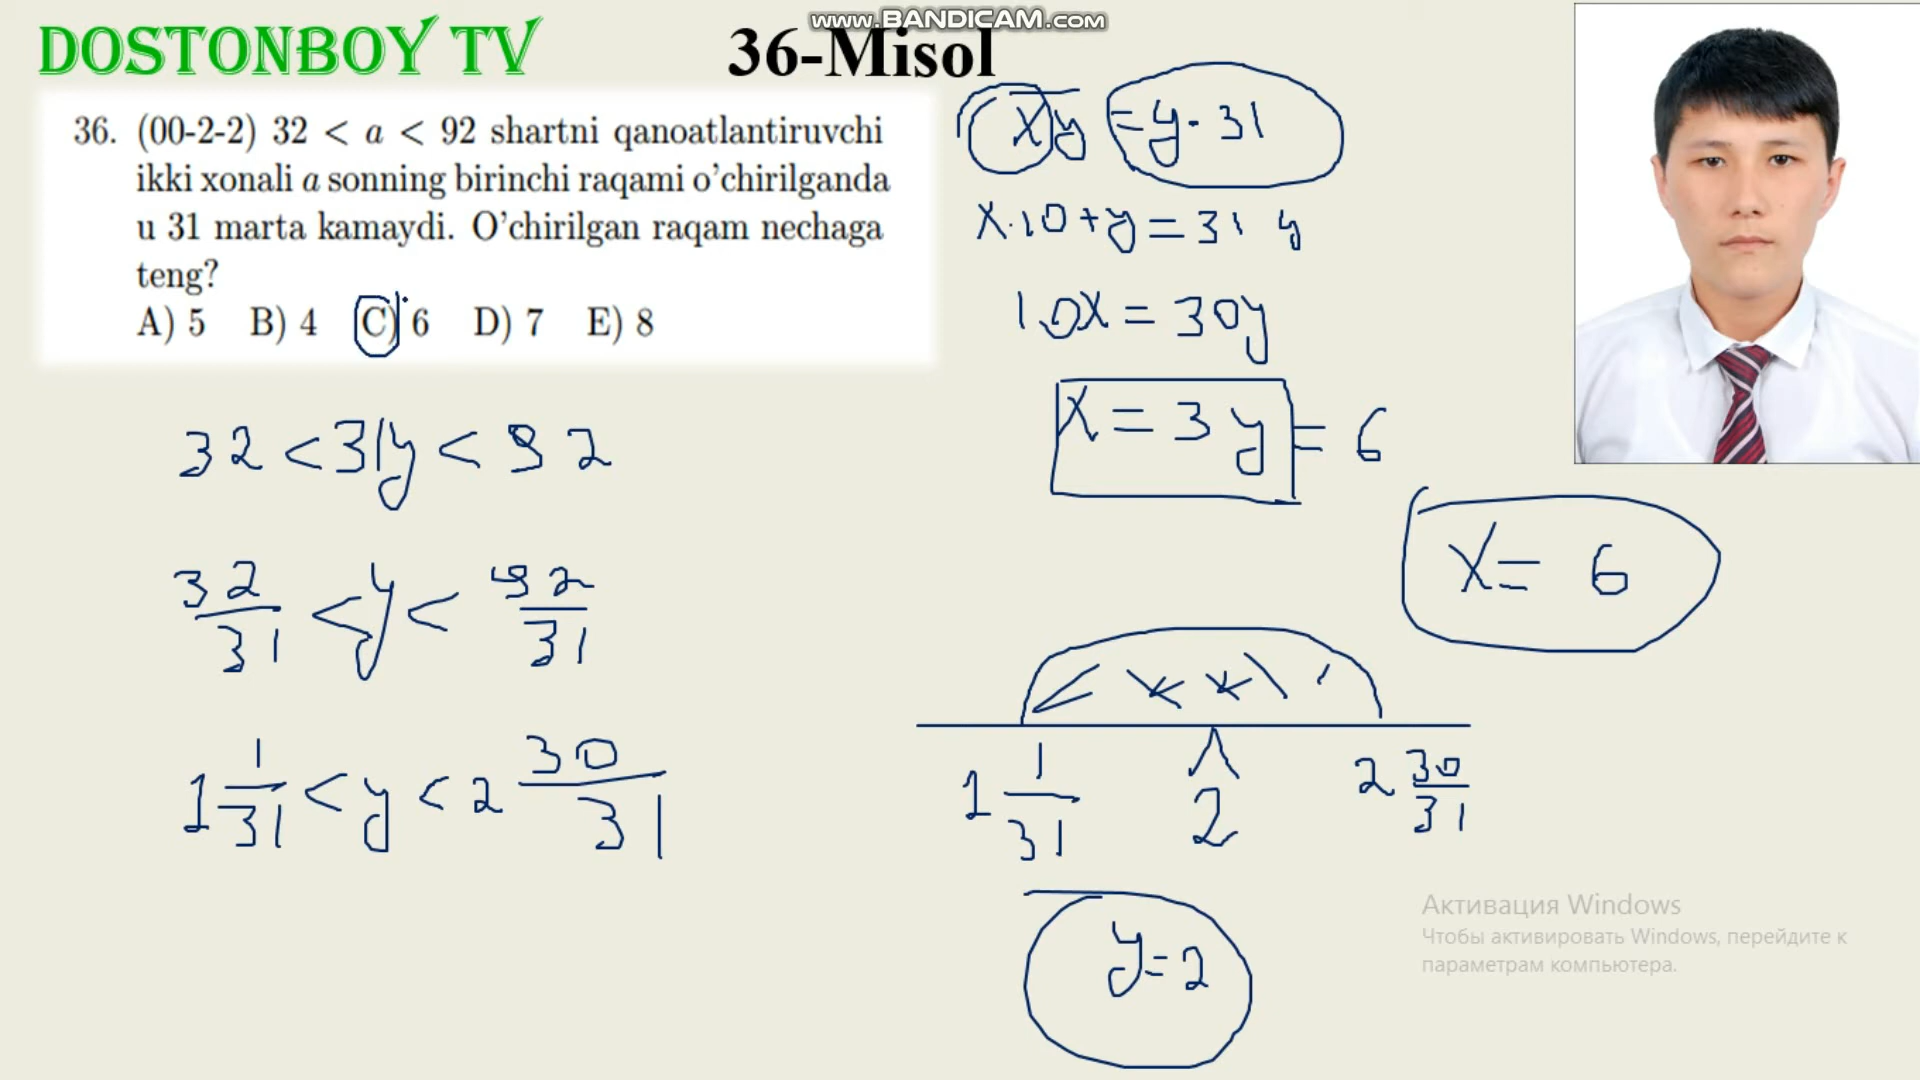 www.BANDICAM.com
DOSTONBOY TV
36-Misol
36. (00-2-2) 32 < a < 92 shartni qanoatlantiruvchi
ikki xonali a sonning birinchi raqami o'chirilganda
u 31 marta kamaydi. O'chirilgan raqam nechaga
teng?
A) 5 B) 4 C) 6 D) 7 E) 8
xy = y · 31
x·10+y=31y
10x = 30y
x = 3y = 6
x = 6
32 < 31y < 92
32/31 < y < 92/31
1 1/31 < y < 2 30/31
1 1/31 2 2 30/31
y=2
Активация Windows
Чтобы активировать Windows, перейдите к
параметрам компьютера.